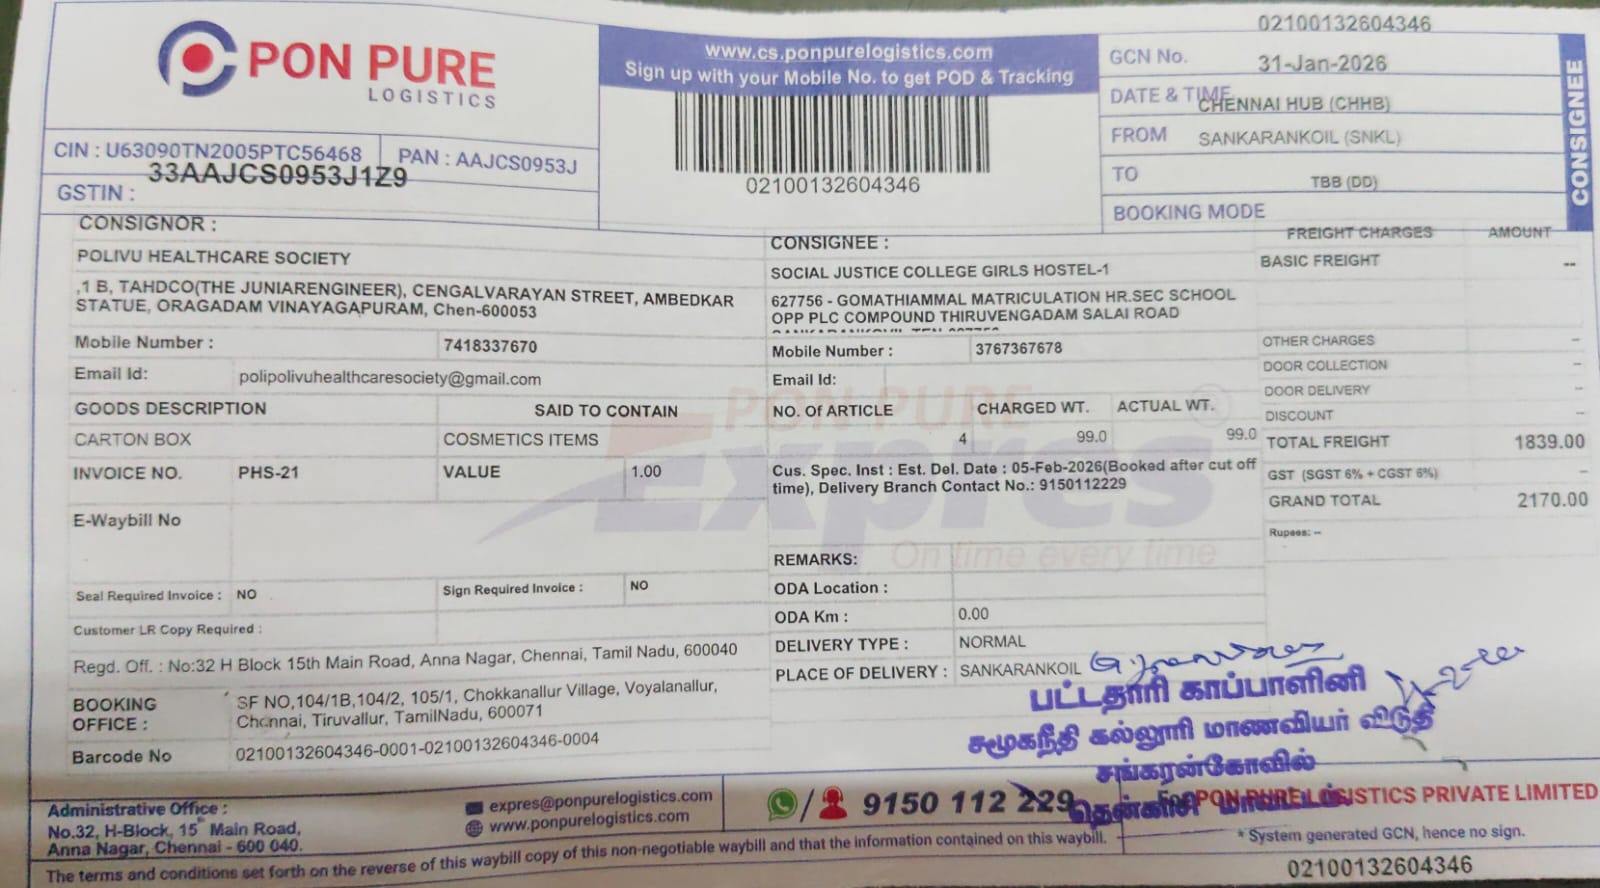 02100132604346
PON PURE
LOGISTICS
www.cs.ponpurelogistics.com
Sign up with your Mobile No. to get POD & Tracking
02100132604346
GCN No.
31-Jan-2026
DATE & TIME
CHENNAI HUB (CHHB)
FROM
SANKARANKOIL (SNKL)
TO
TBB (DD)
BOOKING MODE
CONSIGNEE
CIN : U63090TN2005PTC56468
PAN : AAJCS0953J
33AAJCS0953J1Z9
GSTIN :
CONSIGNOR :
POLIVU HEALTHCARE SOCIETY
,1 B, TAHDCO(THE JUNIARENGINEER), CENGALVARAYAN STREET, AMBEDKAR
STATUE, ORAGADAM VINAYAGAPURAM, Chen-600053
Mobile Number : 7418337670
Email Id: polipolivuhealthcaresociety@gmail.com
GOODS DESCRIPTION SAID TO CONTAIN
CARTON BOX COSMETICS ITEMS
INVOICE NO. PHS-21 VALUE 1.00
E-Waybill No
Seal Required Invoice : NO Sign Required Invoice : NO
Customer LR Copy Required :
Regd. Off. : No:32 H Block 15th Main Road, Anna Nagar, Chennai, Tamil Nadu, 600040
BOOKING OFFICE :
SF NO,104/1B,104/2, 105/1, Chokkanallur Village, Voyalanallur,
Chennai, Tiruvallur, TamilNadu, 600071
Barcode No 02100132604346-0001-02100132604346-0004
CONSIGNEE :
SOCIAL JUSTICE COLLEGE GIRLS HOSTEL-1
627756 - GOMATHIAMMAL MATRICULATION HR.SEC SCHOOL
OPP PLC COMPOUND THIRUVENGADAM SALAI ROAD
Mobile Number : 3767367678
Email Id:
NO. Of ARTICLE CHARGED WT. ACTUAL WT.
4 99.0 99.0
Cus. Spec. Inst : Est. Del. Date : 05-Feb-2026(Booked after cut off
time), Delivery Branch Contact No.: 9150112229
PON PURE
Expres
On time every time
REMARKS:
ODA Location :
ODA Km : 0.00
DELIVERY TYPE : NORMAL
PLACE OF DELIVERY : SANKARANKOIL
FREIGHT CHARGES AMOUNT
BASIC FREIGHT --
OTHER CHARGES --
DOOR COLLECTION --
DOOR DELIVERY --
DISCOUNT --
TOTAL FREIGHT 1839.00
GST (SGST 6% + CGST 6%) --
GRAND TOTAL 2170.00
Rupees: --
பட்டதாரி காப்பாளினி
சமூகநீதி கல்லூரி மாணவியர் விடுதி
சங்கரன்கோவில்
தென்காசி மாவட்டம்
Administrative Office :
No.32, H-Block, 15th Main Road,
Anna Nagar, Chennai - 600 040.
expres@ponpurelogistics.com
www.ponpurelogistics.com
9150 112 229
For PON PURE LOGISTICS PRIVATE LIMITED
* System generated GCN, hence no sign.
The terms and conditions set forth on the reverse of this waybill copy of this non-negotiable waybill and that the information contained on this waybill.
02100132604346